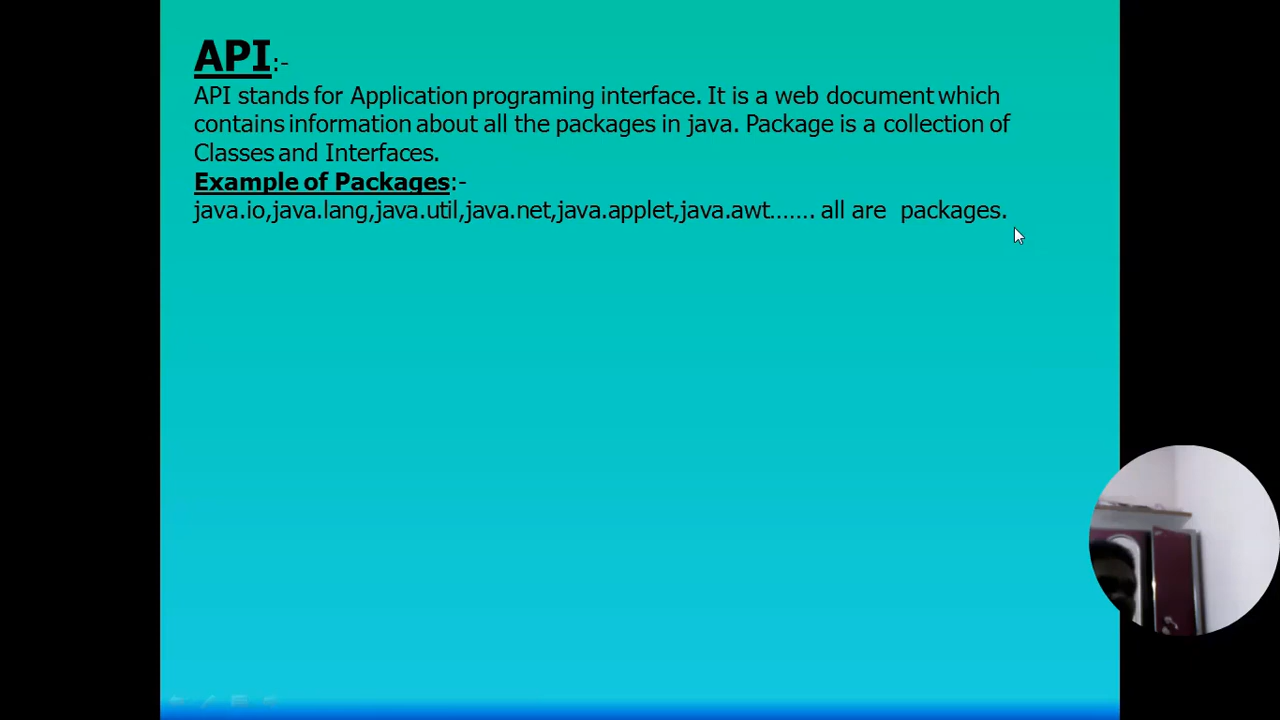 API:-
API stands for Application programing interface. It is a web document which
contains information about all the packages in java. Package is a collection of
Classes and Interfaces.
Example of Packages:-
java.io,java.lang,java.util,java.net,java.applet,java.awt....... all are packages.